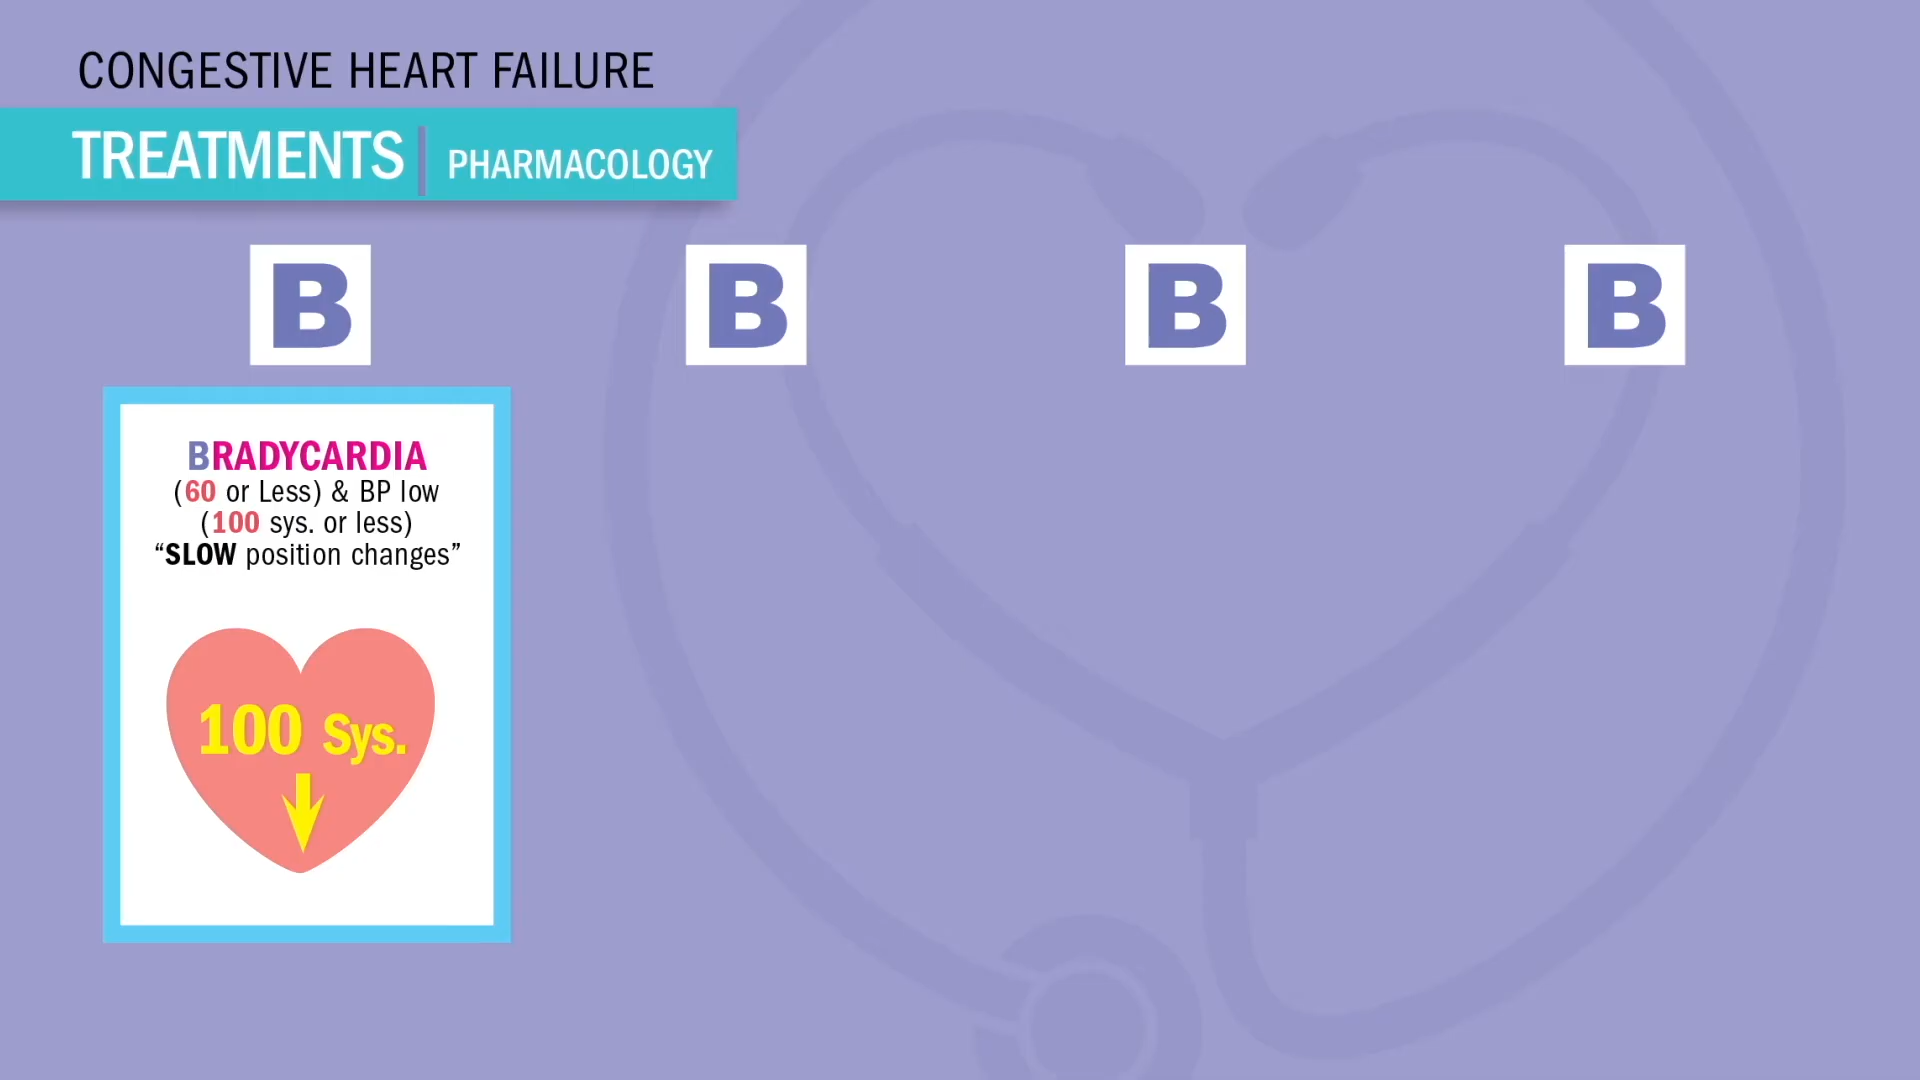 CONGESTIVE HEART FAILURE
TREATMENTS | PHARMACOLOGY
B B B B
BRADYCARDIA
(60 or Less) & BP low
(100 sys. or less)
“SLOW position changes”
100 Sys.